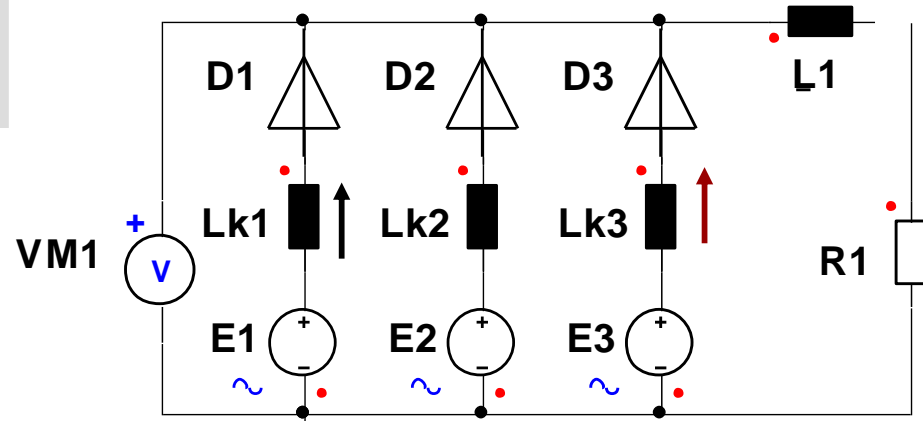 D1
D2
D3
L1
+
Lk1
Lk2
Lk3
VM1
V
R1
E1
+
−
E2
+
−
E3
+
−